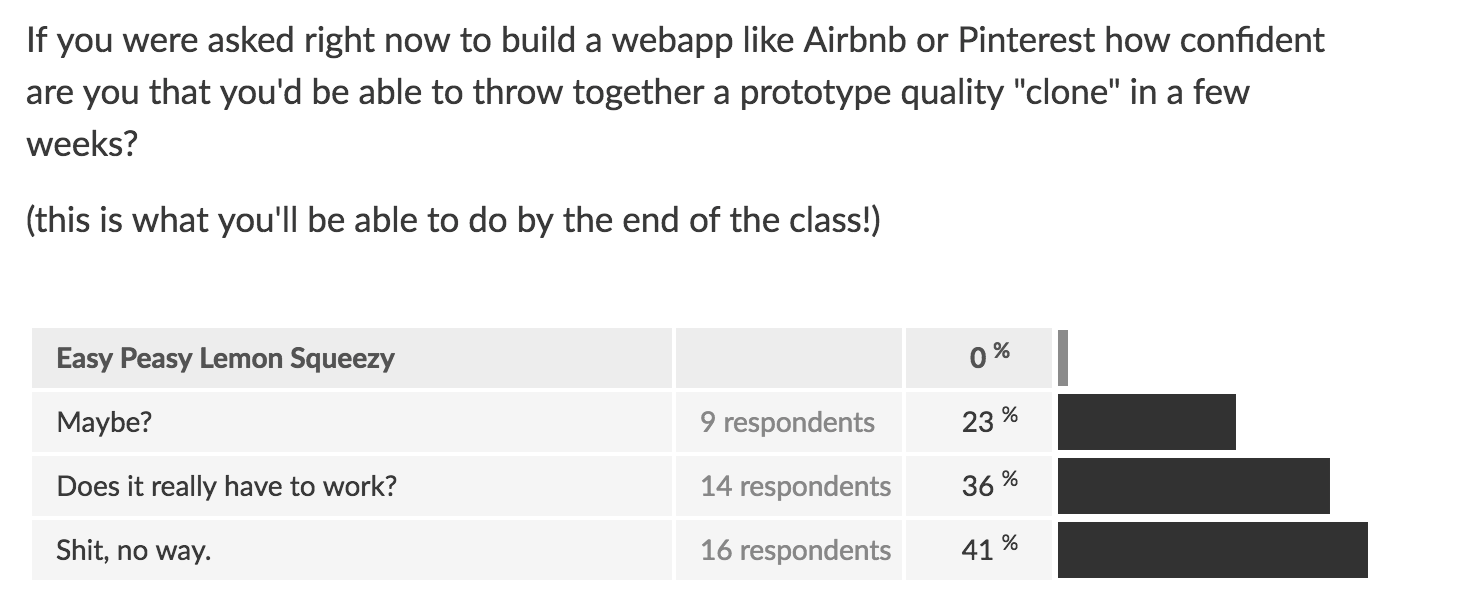 If you were asked right now to build a webapp like Airbnb or Pinterest how confident
are you that you'd be able to throw together a prototype quality "clone" in a few
weeks?
(this is what you'll be able to do by the end of the class!)
Easy Peasy Lemon Squeezy 0 %
Maybe? 9 respondents 23 %
Does it really have to work? 14 respondents 36 %
Shit, no way. 16 respondents 41 %